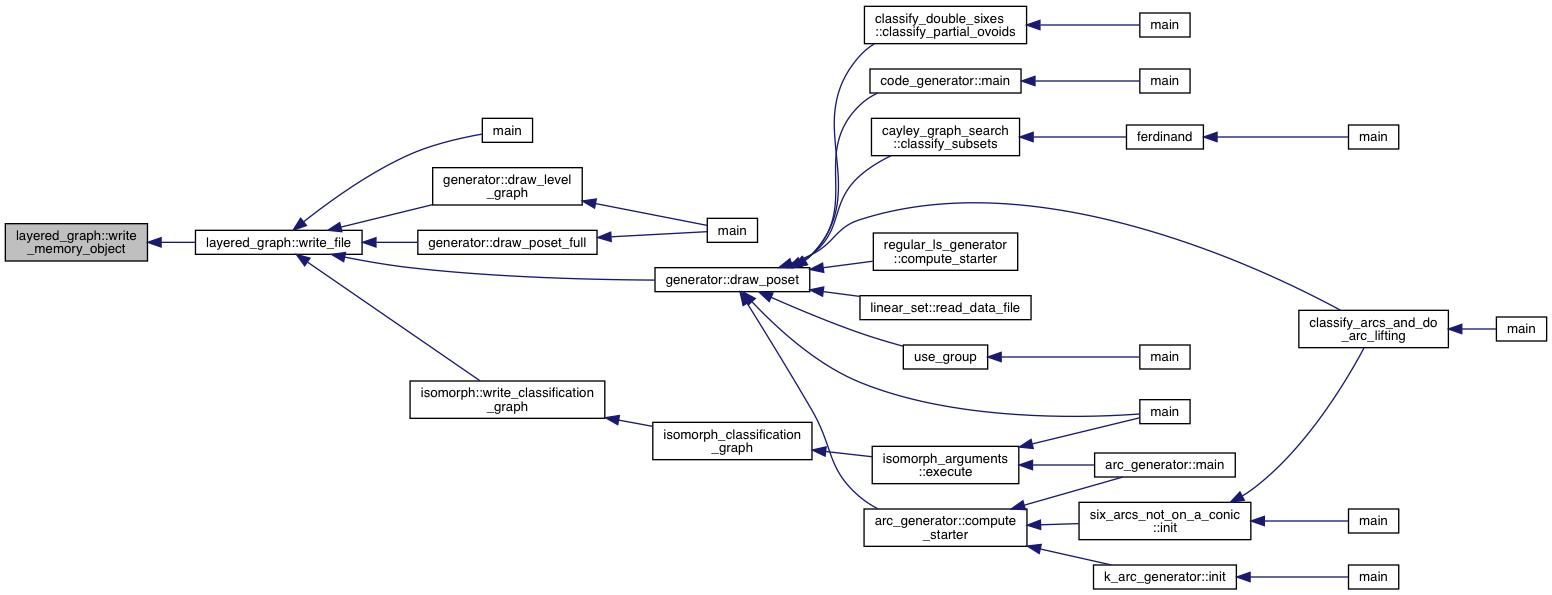 layered_graph::write
_memory_object
layered_graph::write_file
main
generator::draw_level
_graph
generator::draw_poset_full
main
generator::draw_poset
isomorph::write_classification
_graph
isomorph_classification
_graph
classify_double_sixes
::classify_partial_ovoids
main
code_generator::main
main
cayley_graph_search
::classify_subsets
ferdinand
main
regular_ls_generator
::compute_starter
linear_set::read_data_file
use_group
main
classify_arcs_and_do
_arc_lifting
main
main
isomorph_arguments
::execute
arc_generator::main
arc_generator::compute
_starter
six_arcs_not_on_a_conic
::init
main
k_arc_generator::init
main